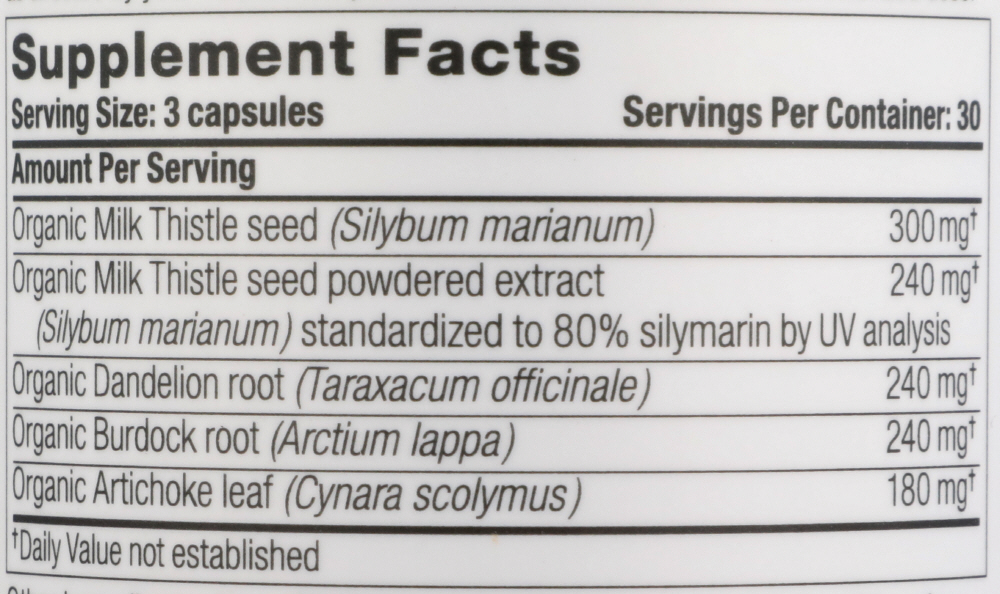 Supplement Facts
Serving Size: 3 capsules Servings Per Container: 30
Amount Per Serving
Organic Milk Thistle seed (Silybum marianum) 300 mg†
Organic Milk Thistle seed powdered extract 240 mg†
(Silybum marianum) standardized to 80% silymarin by UV analysis
Organic Dandelion root (Taraxacum officinale) 240 mg†
Organic Burdock root (Arctium lappa) 240 mg†
Organic Artichoke leaf (Cynara scolymus) 180 mg†
†Daily Value not established